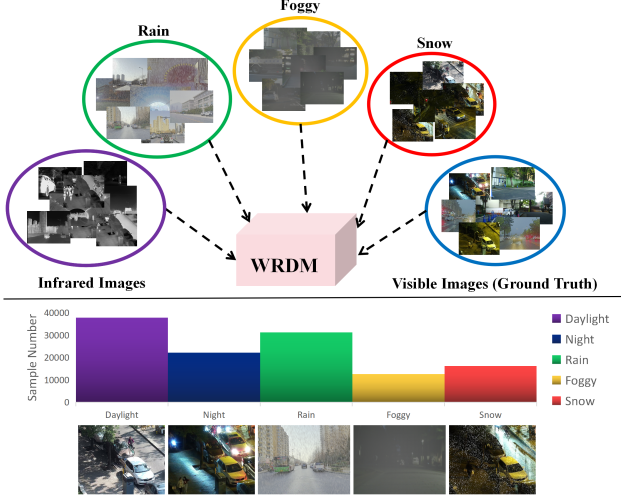 Foggy
Rain
Snow
WRDM
Infrared Images
Visible Images (Ground Truth)
Sample Number
40000
30000
20000
10000
0
Daylight
Night
Rain
Foggy
Snow
Daylight
Night
Rain
Foggy
Snow